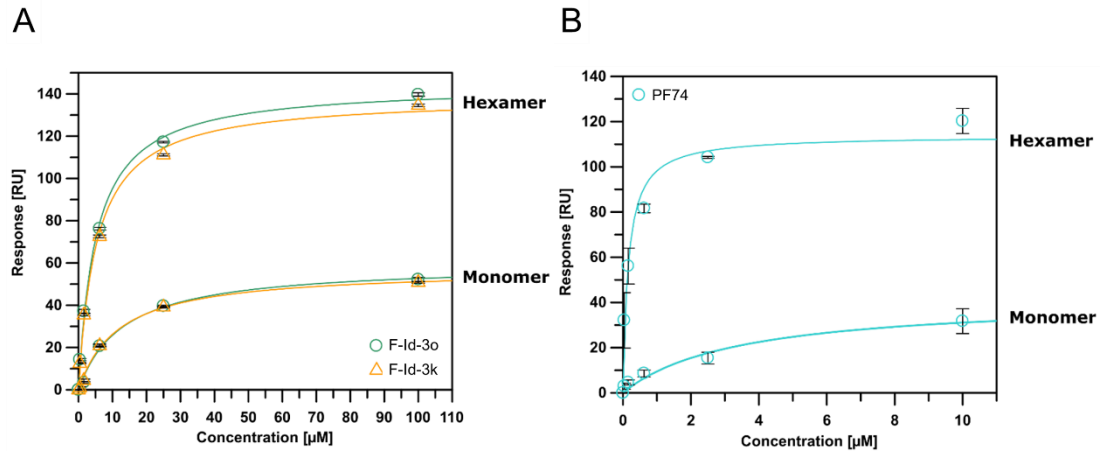 A
Response [RU]
140
120
100
80
60
40
20
0
0 10 20 30 40 50 60 70 80 90 100 110
Concentration [µM]
Hexamer
Monomer
F-Id-3o
F-Id-3k
B
Response [RU]
140
120
100
80
60
40
20
0
0 2 4 6 8 10
Concentration [µM]
PF74
Hexamer
Monomer